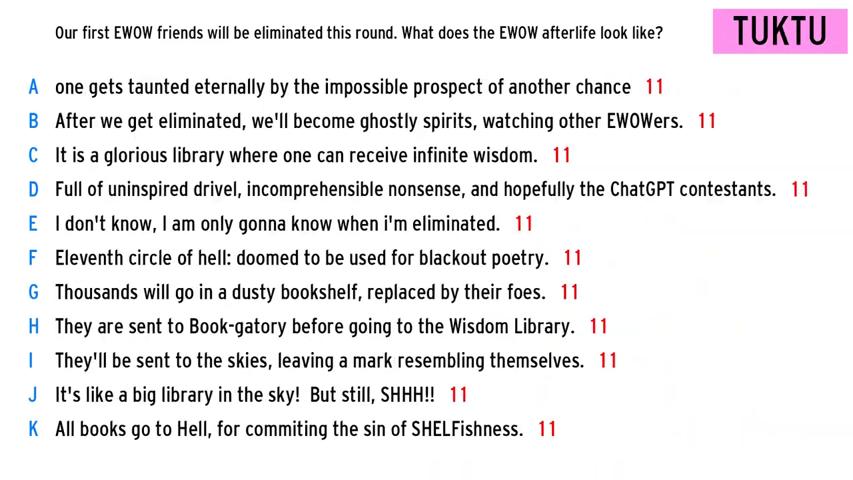 Our first EWOW friends will be eliminated this round. What does the EWOW afterlife look like?
TUKTU
A one gets taunted eternally by the impossible prospect of another chance 11
B After we get eliminated, we'll become ghostly spirits, watching other EWOWers. 11
C It is a glorious library where one can receive infinite wisdom. 11
D Full of uninspired drivel, incomprehensible nonsense, and hopefully the ChatGPT contestants. 11
E I don't know, I am only gonna know when i'm eliminated. 11
F Eleventh circle of hell: doomed to be used for blackout poetry. 11
G Thousands will go in a dusty bookshelf, replaced by their foes. 11
H They are sent to Book-gatory before going to the Wisdom Library. 11
I They'll be sent to the skies, leaving a mark resembling themselves. 11
J It's like a big library in the sky!  But still, SHHH!! 11
K All books go to Hell, for commiting the sin of SHELFishness. 11